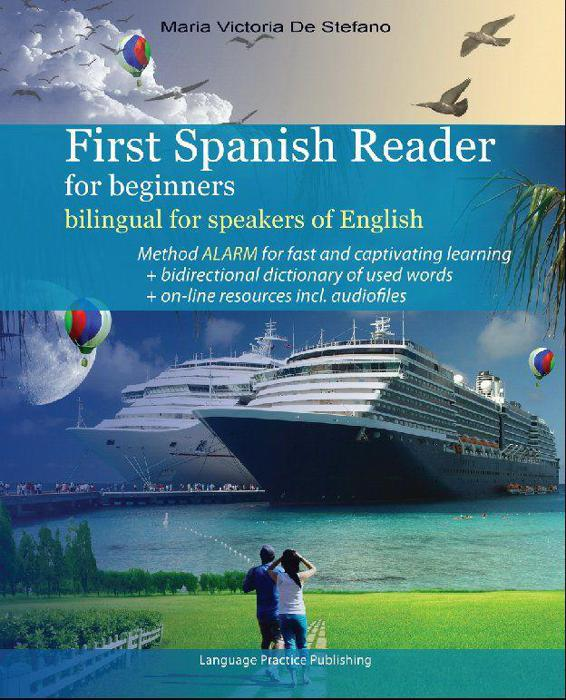 Maria Victoria De Stefano
First Spanish Reader
for beginners
bilingual for speakers of English
Method ALARM for fast and captivating learning
+ bidirectional dictionary of used words
+ on-line resources incl. audiofiles
Language Practice Publishing